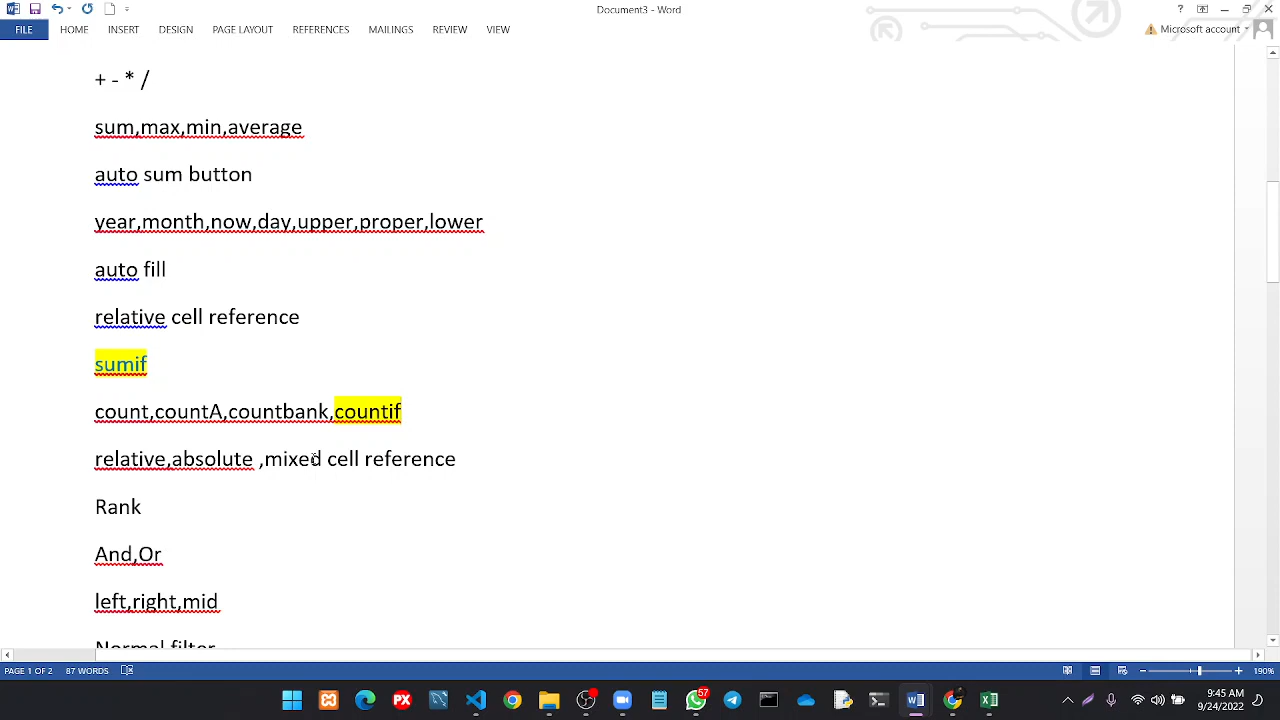 Document3 - Word
?
FILE HOME INSERT DESIGN PAGE LAYOUT REFERENCES MAILINGS REVIEW VIEW
Microsoft account
+ - * /
sum,max,min,average
auto sum button
year,month,now,day,upper,proper,lower
auto fill
relative cell reference
sumif
count,countA,countbank,countif
relative,absolute ,mixed cell reference
Rank
And,Or
left,right,mid
Normal filter
PAGE 1 OF 2 87 WORDS
190%
57
9:45 AM
9/24/2022